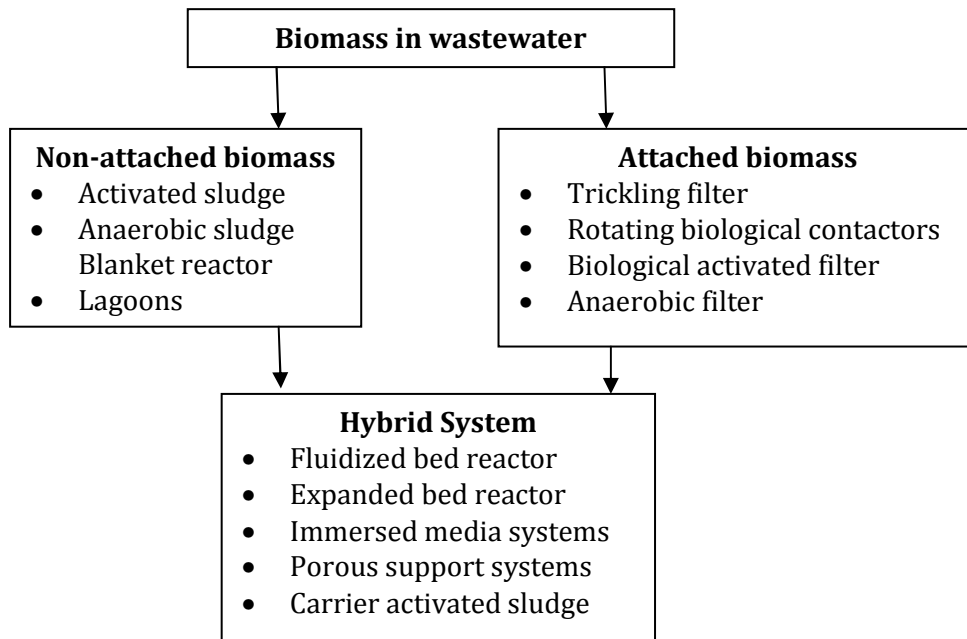 Biomass in wastewater
Non-attached biomass
• Activated sludge
• Anaerobic sludge
Blanket reactor
• Lagoons
Attached biomass
• Trickling filter
• Rotating biological contactors
• Biological activated filter
• Anaerobic filter
Hybrid System
• Fluidized bed reactor
• Expanded bed reactor
• Immersed media systems
• Porous support systems
• Carrier activated sludge